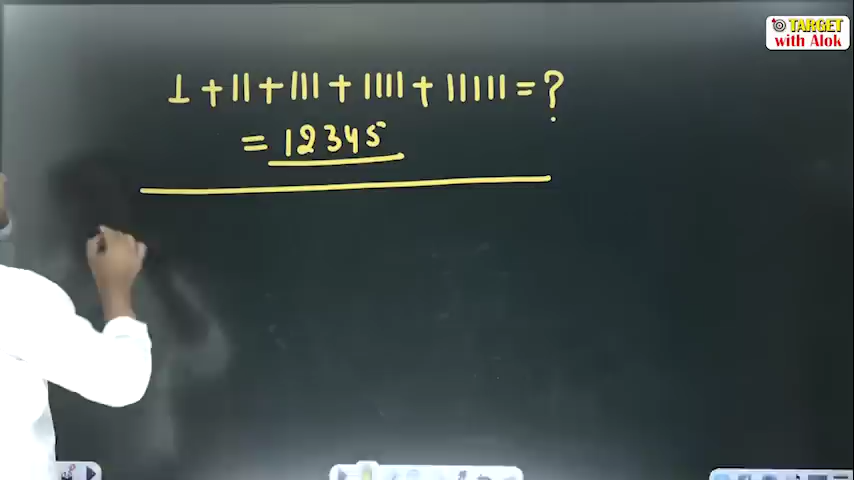 TARGET
with Alok
1 + 11 + 111 + 1111 + 11111 = ?
= 12345